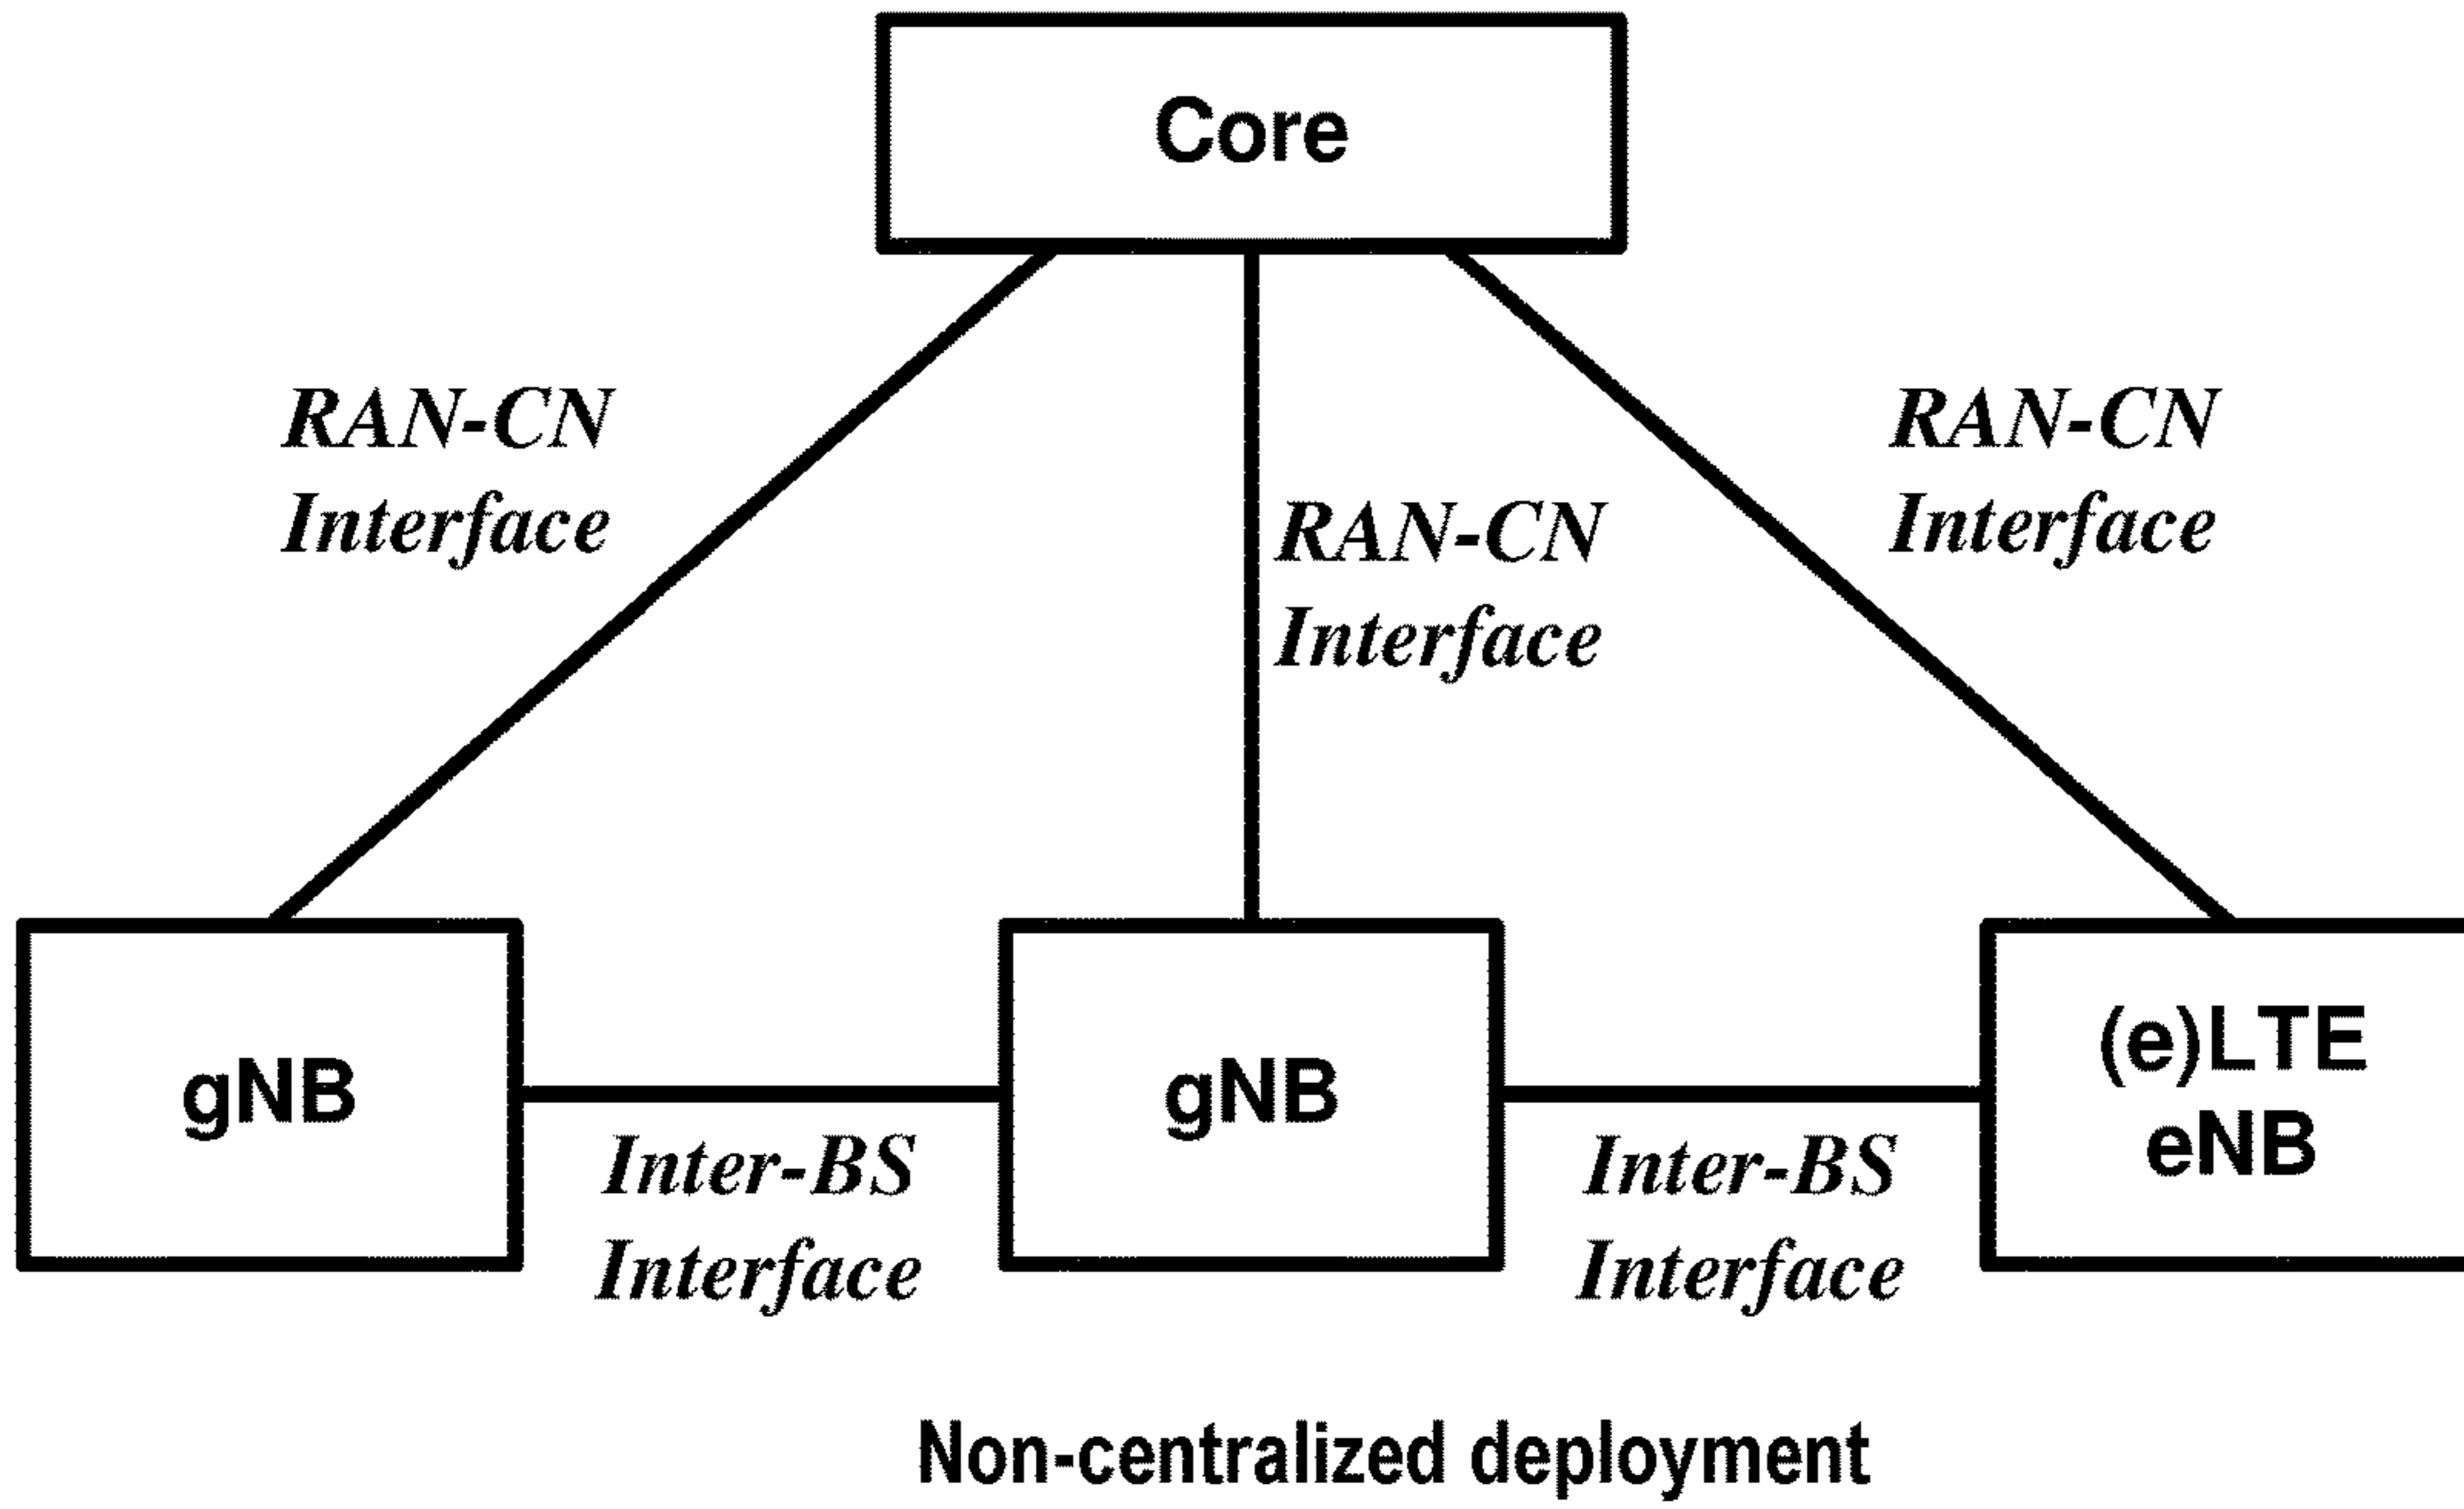 Core
RAN-CN
Interface
RAN-CN
Interface
RAN-CN
Interface
gNB
Inter-BS
Interface
gNB
Inter-BS
Interface
(e)LTE
eNB
Non-centralized deployment